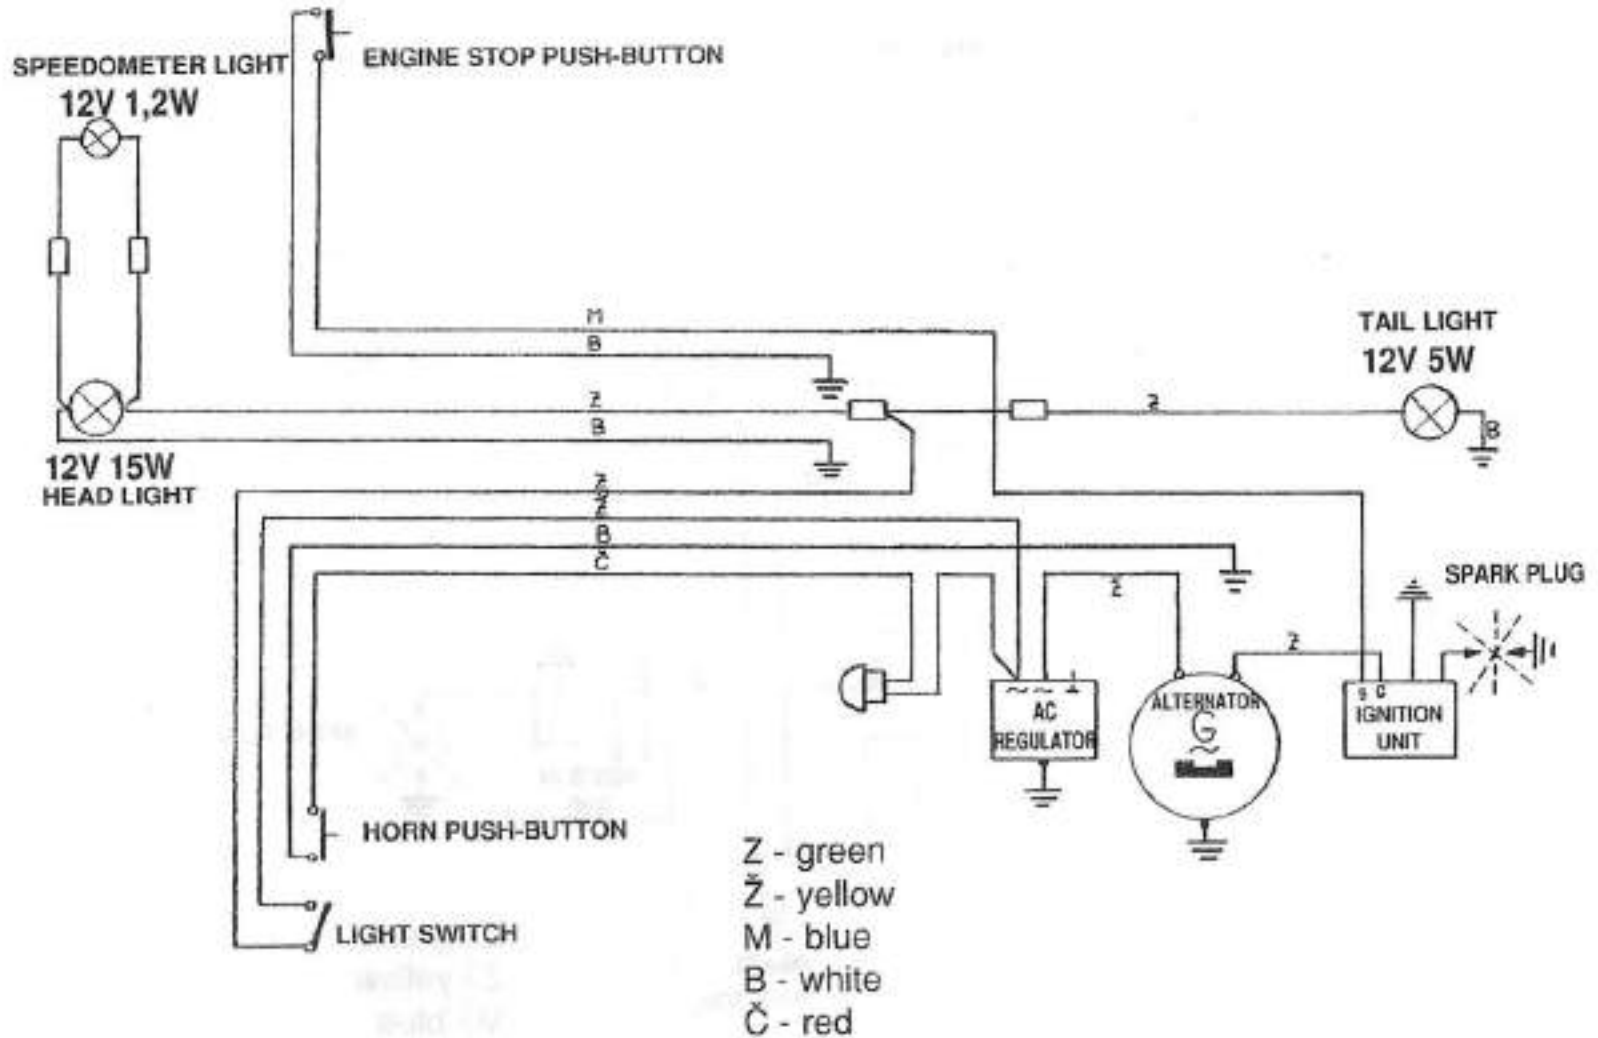 ENGINE STOP PUSH-BUTTON
SPEEDOMETER LIGHT
12V 1,2W
M
B
TAIL LIGHT
12V 5W
Z
Z
B
B
12V 15W
HEAD LIGHT
Z
Ž
B
Č
Ž
SPARK PLUG
Z
S C
IGNITION
UNIT
ALTERNATOR
G
~
~ ~
AC
REGULATOR
HORN PUSH-BUTTON
LIGHT SWITCH
Z - green
Ž - yellow
M - blue
B - white
Č - red